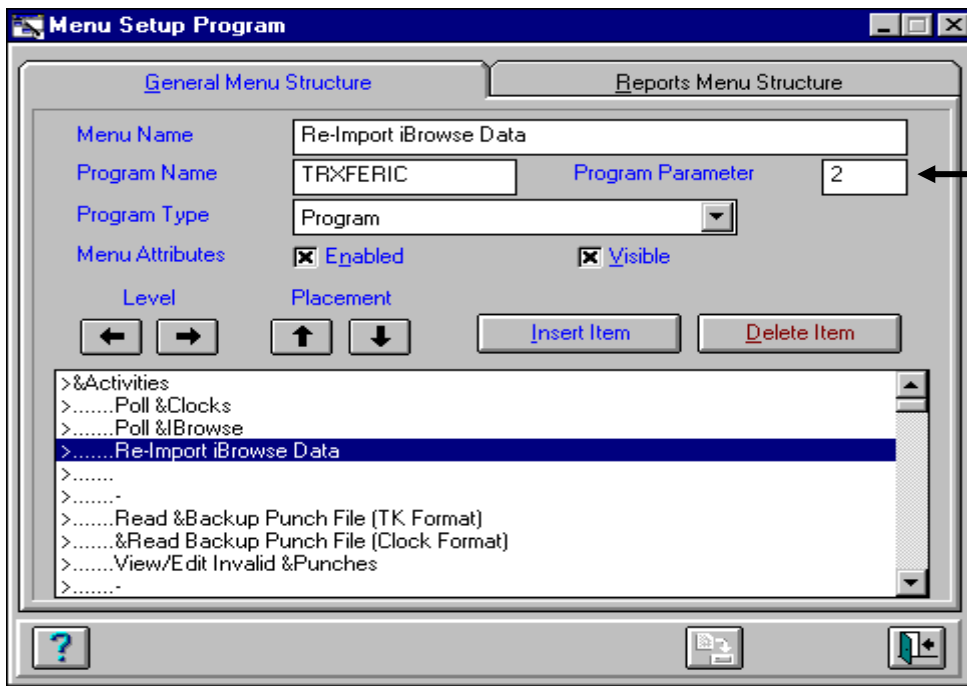 Menu Setup Program
General Menu Structure Reports Menu Structure
Menu Name Re-Import iBrowse Data
Program Name TRXFERIC Program Parameter 2
Program Type Program
Menu Attributes Enabled Visible
Level Placement
Insert Item Delete Item
>&Activities
>.......Poll &Clocks
>.......Poll &IBrowse
>.......Re-Import iBrowse Data
>.......
>.......-
>.......Read &Backup Punch File (TK Format)
>.......&Read Backup Punch File (Clock Format)
>.......View/Edit Invalid &Punches
>.......-
?